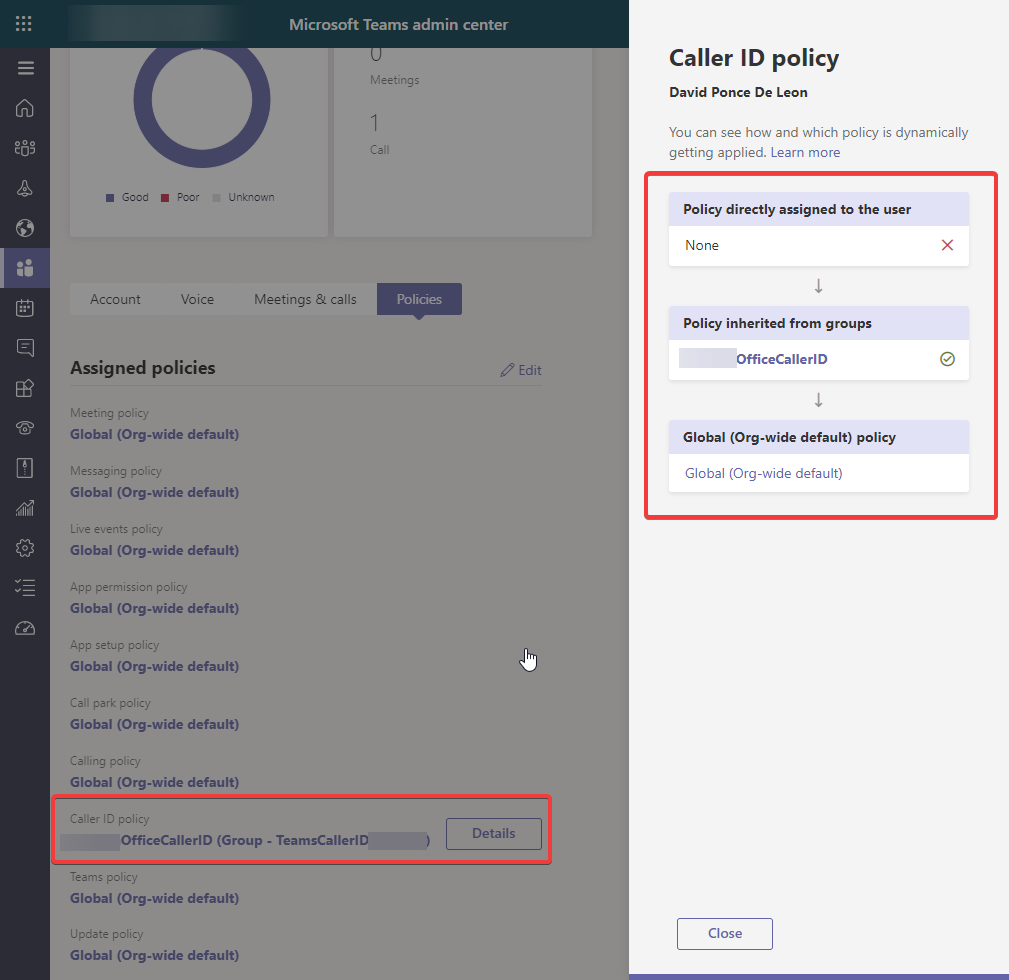 Microsoft Teams admin center
0
Meetings
1
Call
Good Poor Unknown
Account Voice Meetings & calls Policies
Assigned policies Edit
Meeting policy
Global (Org-wide default)
Messaging policy
Global (Org-wide default)
Live events policy
Global (Org-wide default)
App permission policy
Global (Org-wide default)
App setup policy
Global (Org-wide default)
Call park policy
Global (Org-wide default)
Calling policy
Global (Org-wide default)
Caller ID policy
OfficeCallerID (Group - TeamsCallerID )
Details
Teams policy
Global (Org-wide default)
Update policy
Global (Org-wide default)
Caller ID policy
David Ponce De Leon
You can see how and which policy is dynamically
getting applied. Learn more
Policy directly assigned to the user
None
Policy inherited from groups
OfficeCallerID
Global (Org-wide default) policy
Global (Org-wide default)
Close